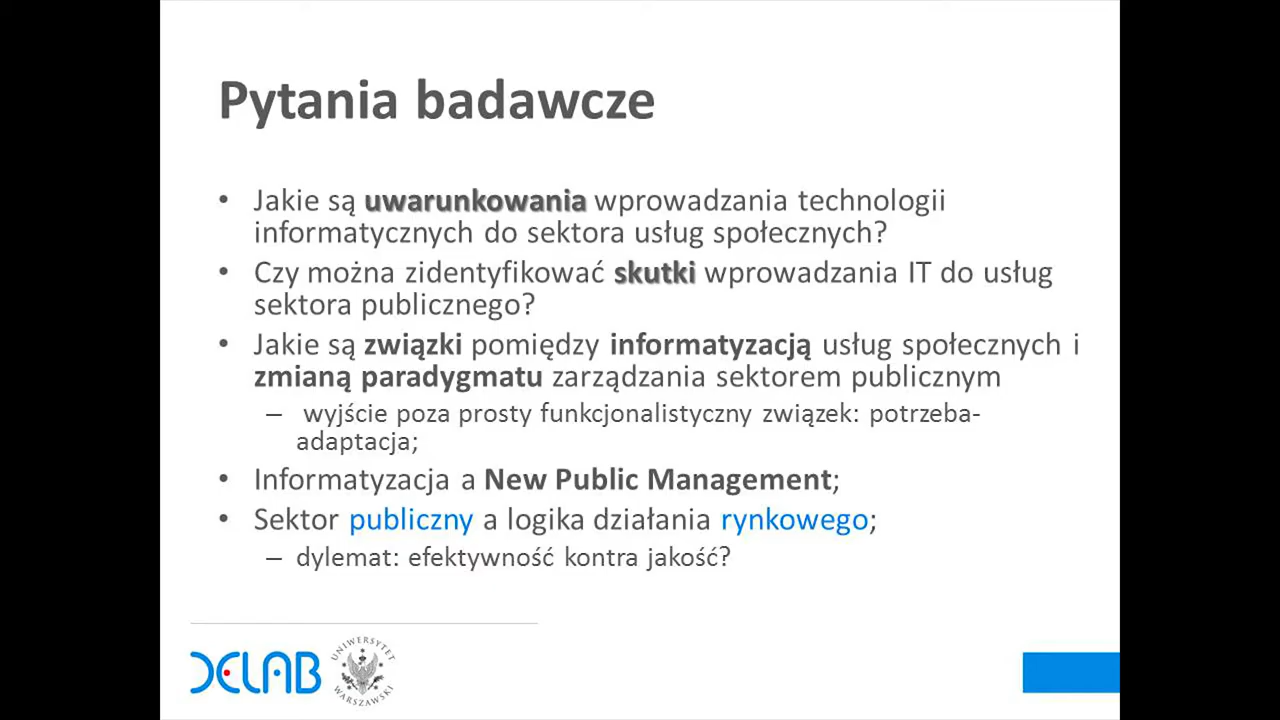 Pytania badawcze
• Jakie są uwarunkowania wprowadzania technologii
informatycznych do sektora usług społecznych?
• Czy można zidentyfikować skutki wprowadzania IT do usług
sektora publicznego?
• Jakie są związki pomiędzy informatyzacją usług społecznych i
zmianą paradygmatu zarządzania sektorem publicznym
– wyjście poza prosty funkcjonalistyczny związek: potrzeba-
adaptacja;
• Informatyzacja a New Public Management;
• Sektor publiczny a logika działania rynkowego;
– dylemat: efektywność kontra jakość?
DELAB
UNIWERSYTET
WARSZAWSKI